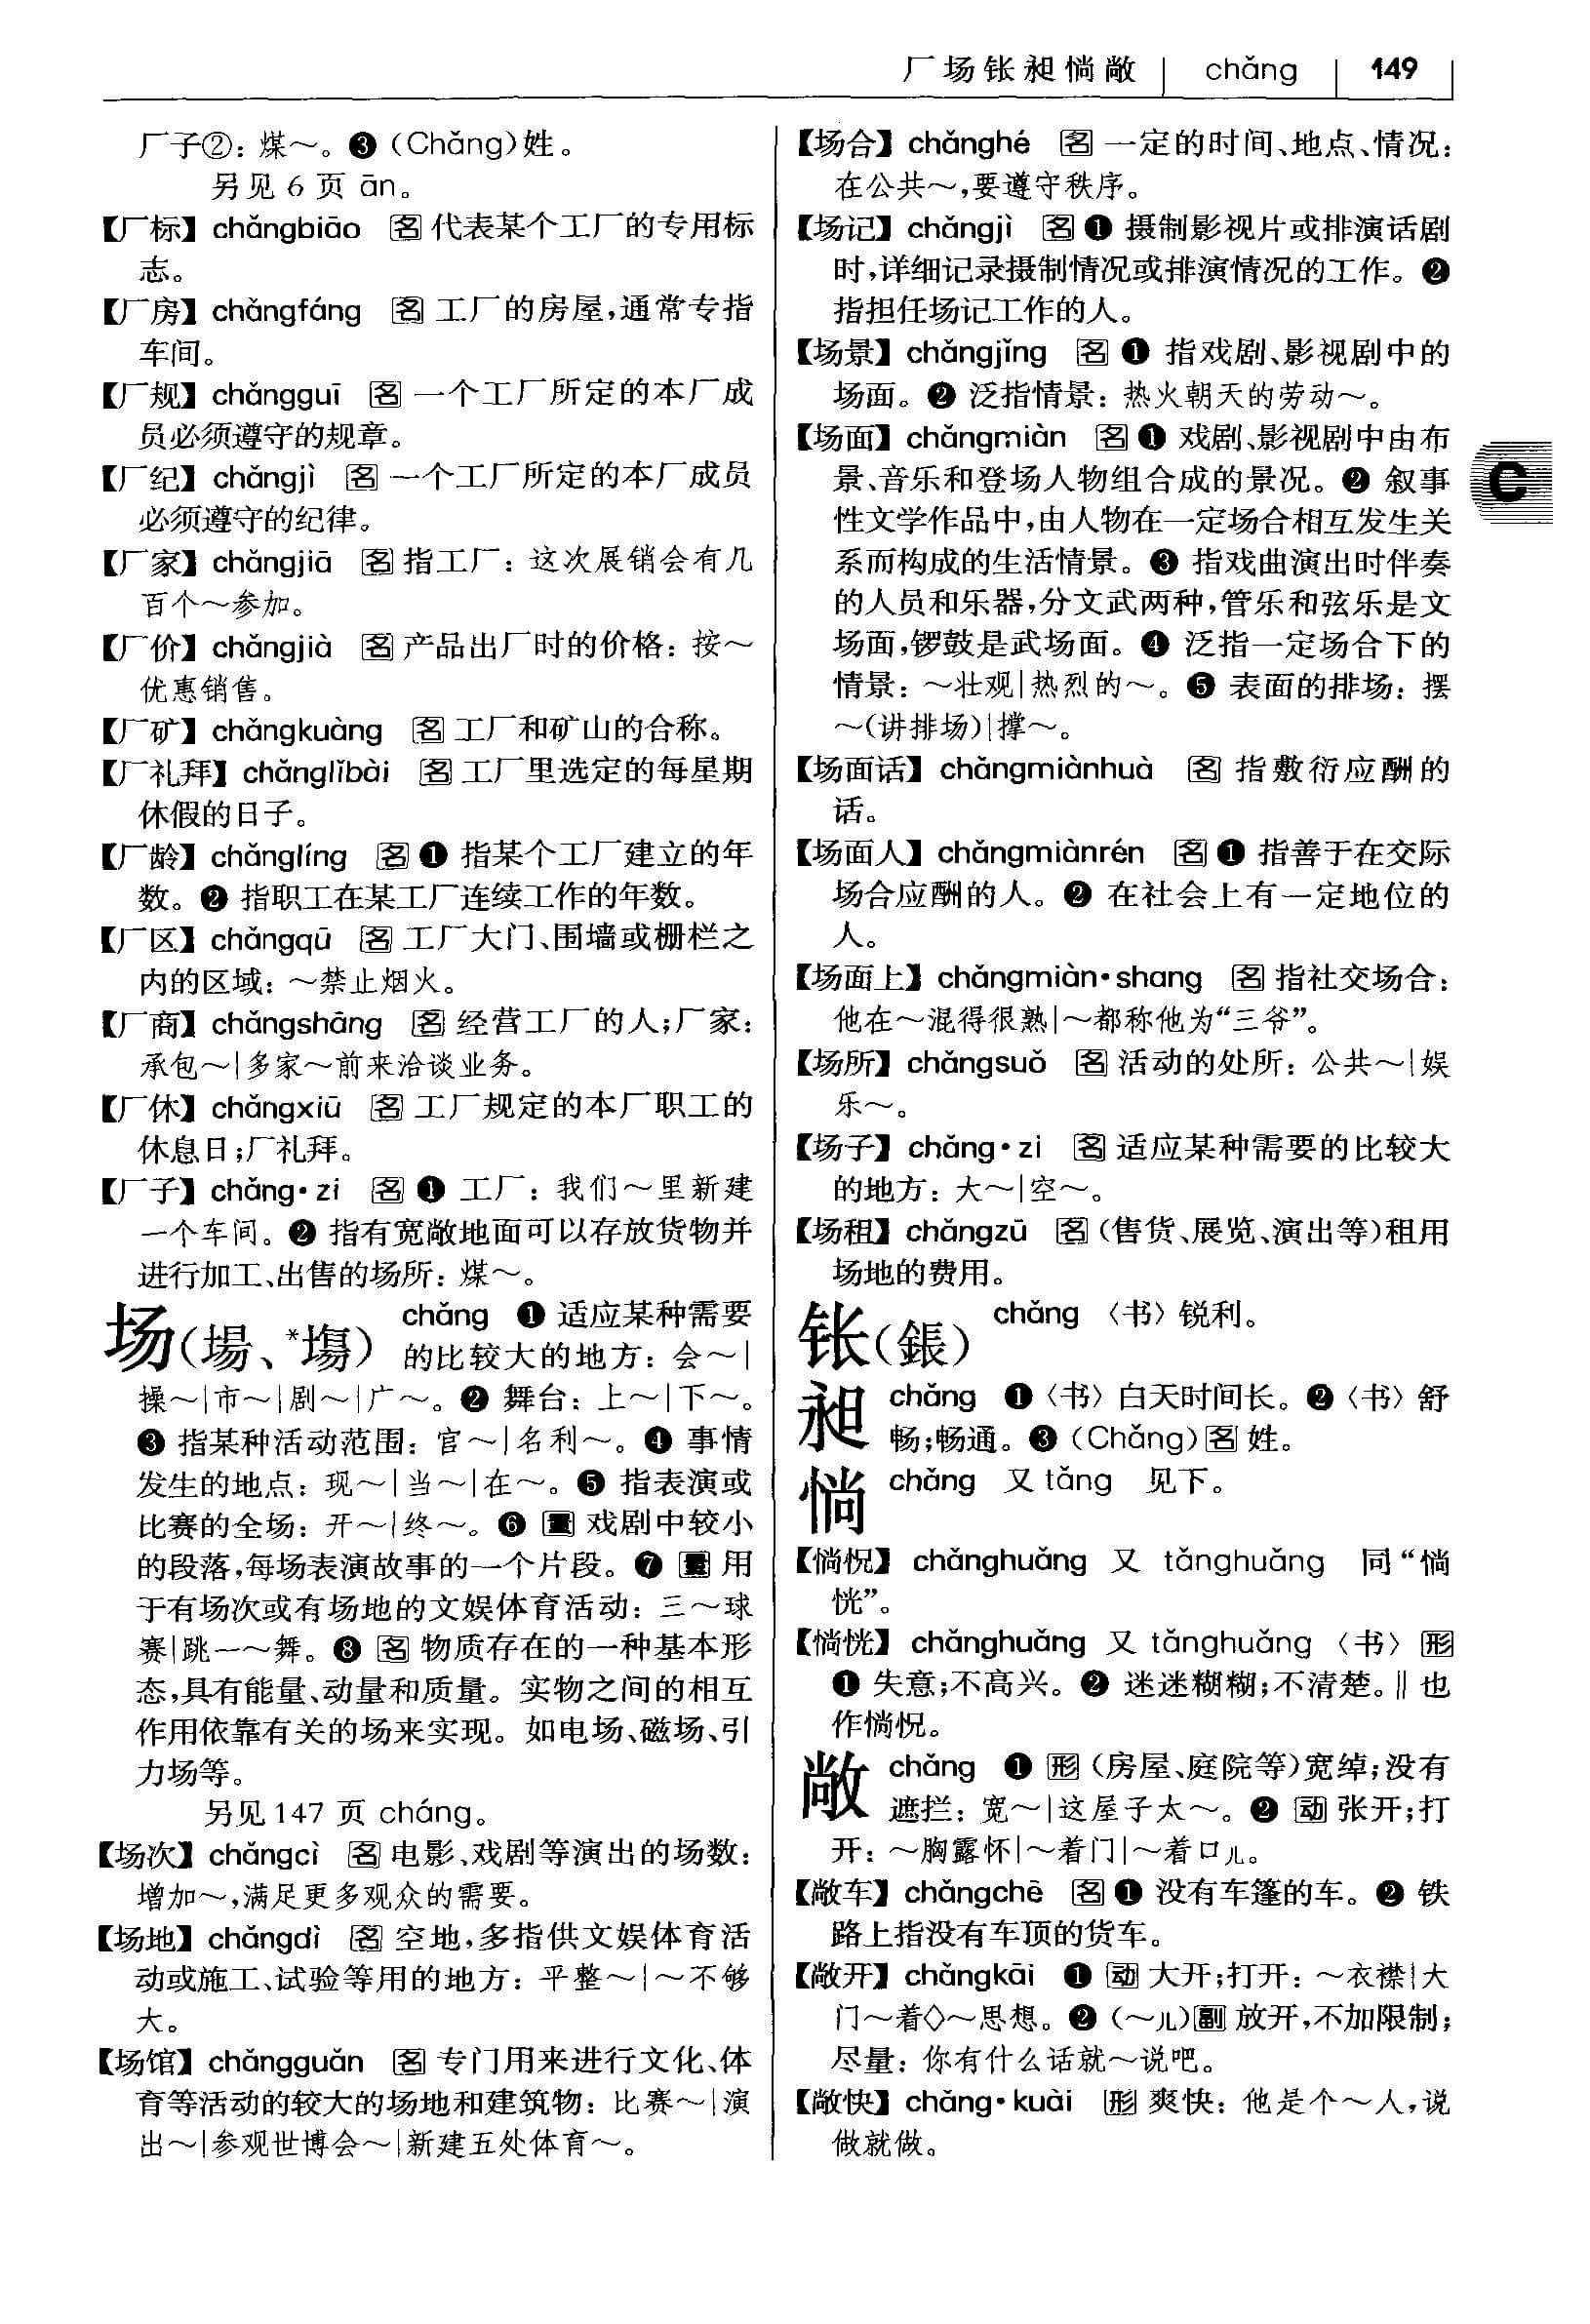 厂场铱昶惝敞 chǎng 149
厂子②：煤～。❸（Chǎng）姓。
另见 6 页 ān。
【厂标】chǎngbiāo 名 代表某个工厂的专用标
志。
【厂房】chǎngfáng 名 工厂的房屋，通常专指
车间。
【厂规】chǎngguī 名 一个工厂所定的本厂成
员必须遵守的规章。
【厂纪】chǎngjì 名 一个工厂所定的本厂成员
必须遵守的纪律。
【厂家】chǎngjiā 名 指工厂：这次展销会有几
百个～参加。
【厂价】chǎngjià 名 产品出厂时的价格：按～
优惠销售。
【厂矿】chǎngkuàng 名 工厂和矿山的合称。
【厂礼拜】chǎnglǐbài 名 工厂里选定的每星期
休假的日子。
【厂龄】chǎnglíng 名 ❶ 指某个工厂建立的年
数。❷ 指职工在某工厂连续工作的年数。
【厂区】chǎngqū 名 工厂大门、围墙或栅栏之
内的区域：～禁止烟火。
【厂商】chǎngshāng 名 经营工厂的人；厂家：
承包～|多家～前来洽谈业务。
【厂休】chǎngxiū 名 工厂规定的本厂职工的
休息日；厂礼拜。
【厂子】chǎng•zi 名 ❶ 工厂：我们～里新建
一个车间。❷ 指有宽敞地面可以存放货物并
进行加工、出售的场所：煤～。
场（場、*塲） chǎng ❶ 适应某种需要
的比较大的地方：会～|
操～|市～|剧～|广～。❷ 舞台：上～|下～。
❸ 指某种活动范围：官～|名利～。❹ 事情
发生的地点：现～|当～|在～。❺ 指表演或
比赛的全场：开～|终～。❻ 量 戏剧中较小
的段落，每场表演故事的一个片段。❼ 量 用
于有场次或有场地的文娱体育活动：三～球
赛|跳一～舞。❽ 名 物质存在的一种基本形
态，具有能量、动量和质量。实物之间的相互
作用依靠有关的场来实现。如电场、磁场、引
力场等。
另见 147 页 cháng。
【场次】chǎngcì 名 电影、戏剧等演出的场数：
增加～，满足更多观众的需要。
【场地】chǎngdì 名 空地，多指供文娱体育活
动或施工、试验等用的地方：平整～|～不够
大。
【场馆】chǎngguǎn 名 专门用来进行文化、体
育等活动的较大的场地和建筑物：比赛～|演
出～|参观世博会～|新建五处体育～。
【场合】chǎnghé 名 一定的时间、地点、情况：
在公共～，要遵守秩序。
【场记】chǎngjì 名 ❶ 摄制影视片或排演话剧
时，详细记录摄制情况或排演情况的工作。❷
指担任场记工作的人。
【场景】chǎngjǐng 名 ❶ 指戏剧、影视剧中的
场面。❷ 泛指情景：热火朝天的劳动～。
【场面】chǎngmiàn 名 ❶ 戏剧、影视剧中由布
景、音乐和登场人物组合成的景况。❷ 叙事
性文学作品中，由人物在一定场合相互发生关
系而构成的生活情景。❸ 指戏曲演出时伴奏
的人员和乐器，分文武两种，管乐和弦乐是文
场面，锣鼓是武场面。❹ 泛指一定场合下的
情景：～壮观|热烈的～。❺ 表面的排场：摆
～（讲排场）|撑～。
【场面话】chǎngmiànhuà 名 指敷衍应酬的
话。
【场面人】chǎngmiànrén 名 ❶ 指善于在交际
场合应酬的人。❷ 在社会上有一定地位的
人。
【场面上】chǎngmiàn•shang 名 指社交场合：
他在～混得很熟|～都称他为“三爷”。
【场所】chǎngsuǒ 名 活动的处所：公共～|娱
乐～。
【场子】chǎng•zi 名 适应某种需要的比较大
的地方：大～|空～。
【场租】chǎngzū 名（售货、展览、演出等）租用
场地的费用。
铱（鋹） chǎng 〈书〉锐利。
昶 chǎng ❶〈书〉白天时间长。❷〈书〉舒
畅；畅通。❸（Chǎng）名 姓。
惝 chǎng 又 tǎng 见下。
【惝怳】chǎnghuǎng 又 tǎnghuǎng 同“惝
恍”。
【惝恍】chǎnghuǎng 又 tǎnghuǎng〈书〉形
❶ 失意；不高兴。❷ 迷迷糊糊；不清楚。‖也
作惝怳。
敞 chǎng ❶ 形（房屋、庭院等）宽绰；没有
遮拦：宽～|这屋子太～。❷ 动 张开；打
开：～胸露怀|～着门|～着口儿。
【敞车】chǎngchē 名 ❶ 没有车篷的车。❷ 铁
路上指没有车顶的货车。
【敞开】chǎngkāi ❶ 动 大开；打开：～衣襟|大
门～着◇～思想。❷（～儿）副 放开，不加限制；
尽量：你有什么话就～说吧。
【敞快】chǎng•kuài 形 爽快：他是个～人，说
做就做。
C